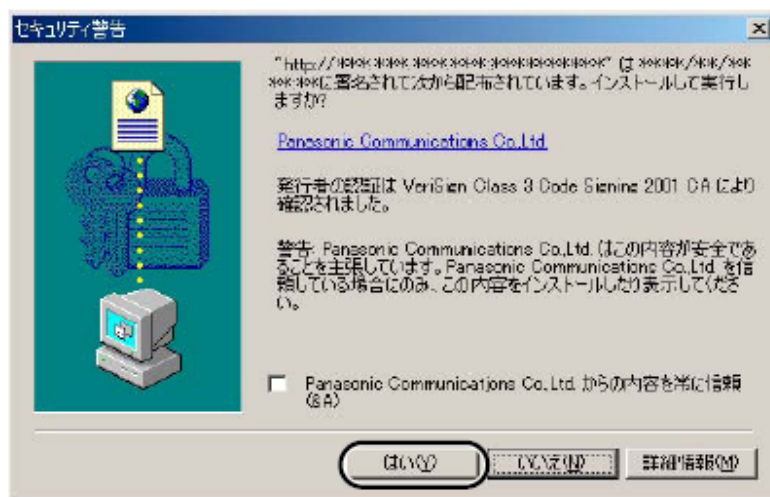 セキュリティ警告
"http://****.****.****.****.****************" は ****/**/**
**:**に署名されて次から配布されています。インストールして実行し
ますか?
Panasonic Communications Co.,Ltd.
発行者の認証は VeriSign Class 3 Code Signing 2001 CA により
確認されました。
警告: Panasonic Communications Co.,Ltd. はこの内容が安全であ
ることを主張しています。Panasonic Communications Co.,Ltd. を信
頼している場合にのみ、この内容をインストールしたり表示してくださ
い。
Panasonic Communications Co.,Ltd. からの内容を常に信頼
(&A)
はい(Y)
いいえ(N)
詳細情報(M)